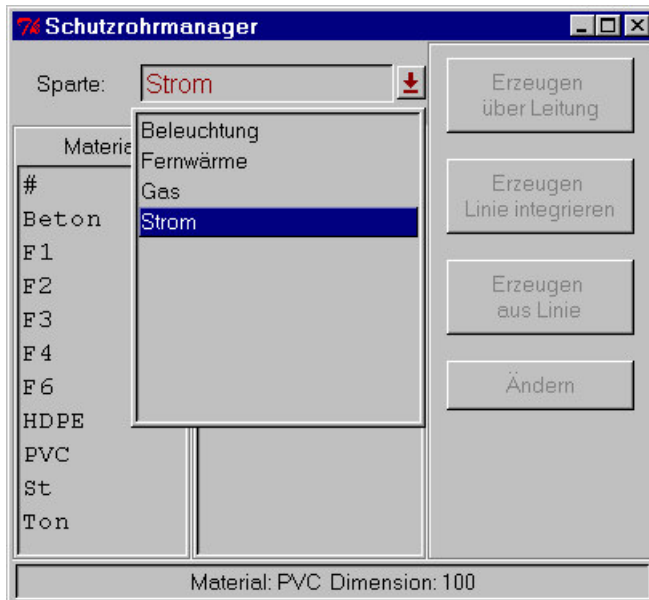 Schutzrohrmanager
Sparte:
Strom
Beleuchtung
Fernwärme
Gas
Strom
#
Beton
F1
F2
F3
F4
F6
HDPE
PVC
St
Ton
Erzeugen
über Leitung
Erzeugen
Linie integrieren
Erzeugen
aus Linie
Ändern
Material: PVC Dimension: 100